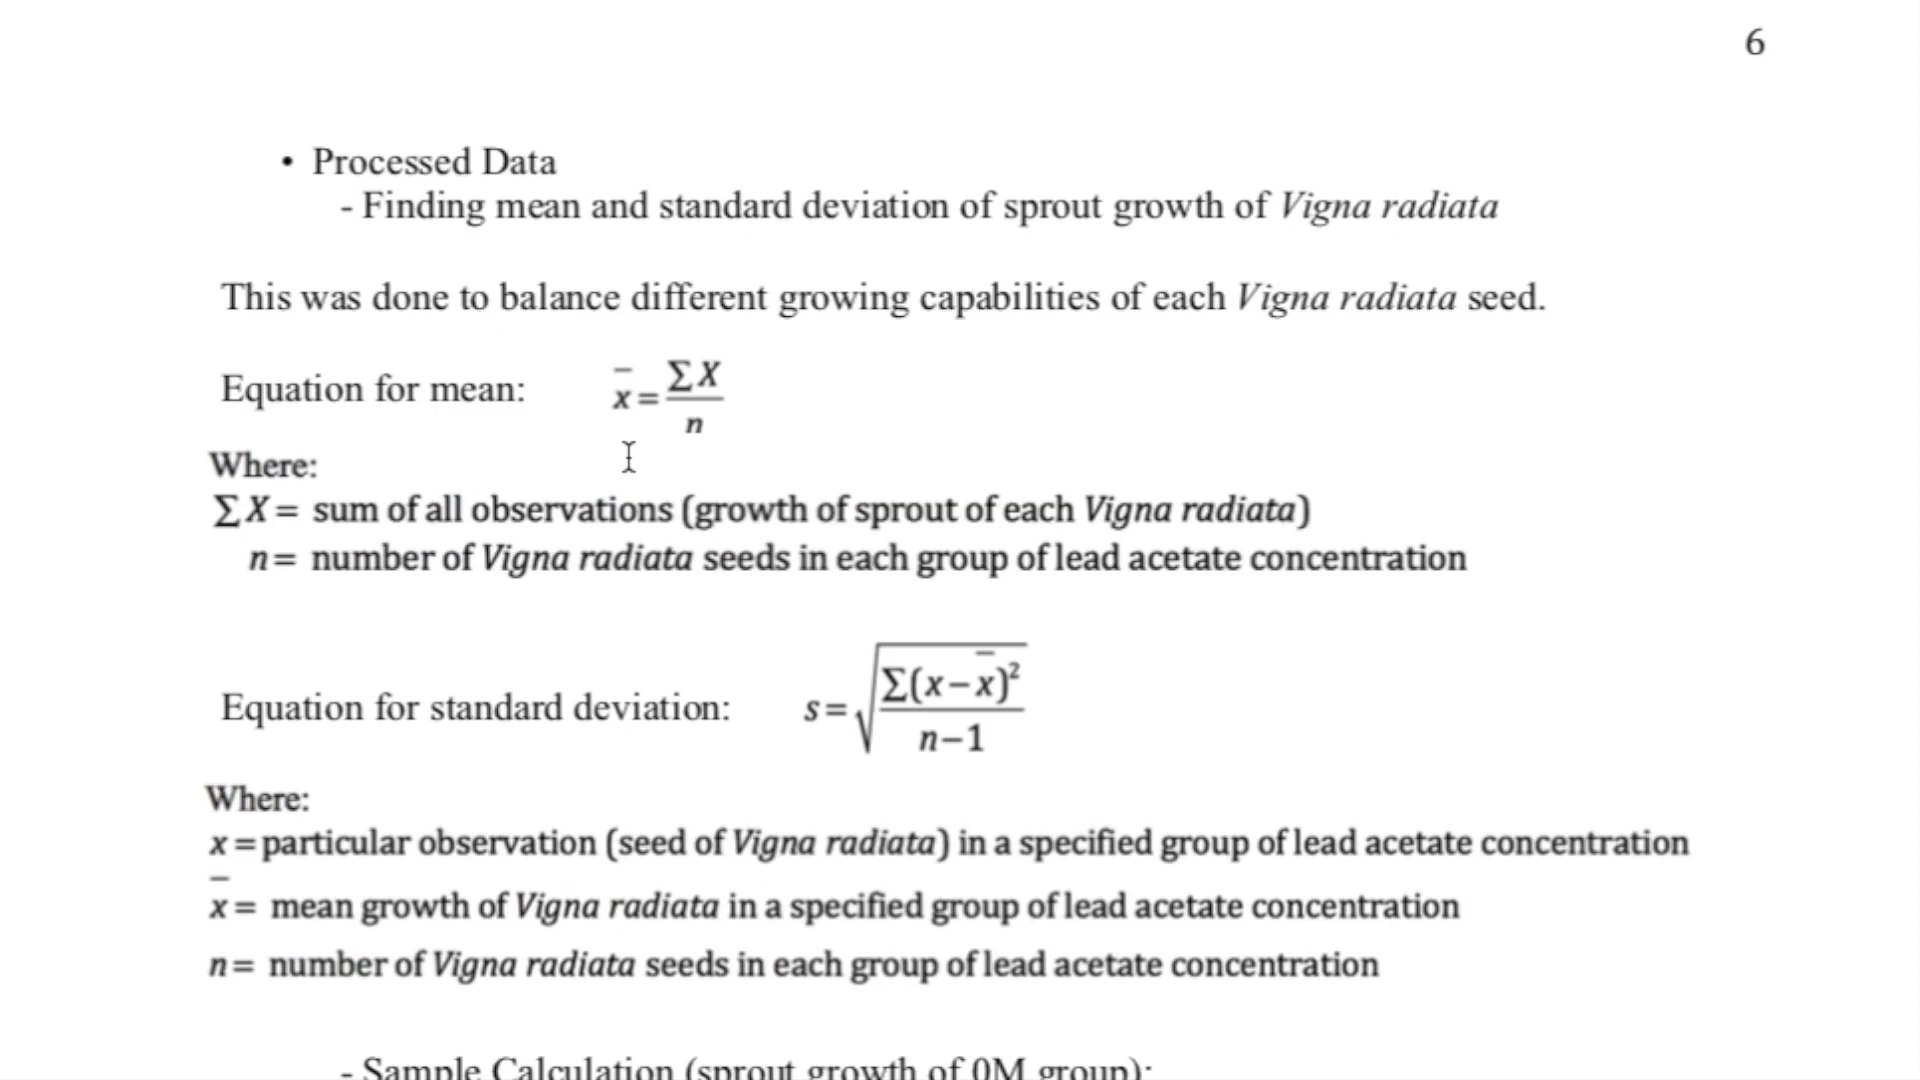 6
• Processed Data
- Finding mean and standard deviation of sprout growth of Vigna radiata
This was done to balance different growing capabilities of each Vigna radiata seed.
Equation for mean: x̄ = ∑X / n
Where:
∑X = sum of all observations (growth of sprout of each Vigna radiata)
n = number of Vigna radiata seeds in each group of lead acetate concentration
Equation for standard deviation: s = √(∑(x − x̄)² / (n − 1))
Where:
x = particular observation (seed of Vigna radiata) in a specified group of lead acetate concentration
x̄ = mean growth of Vigna radiata in a specified group of lead acetate concentration
n = number of Vigna radiata seeds in each group of lead acetate concentration
- Sample Calculation (sprout growth of 0M group):